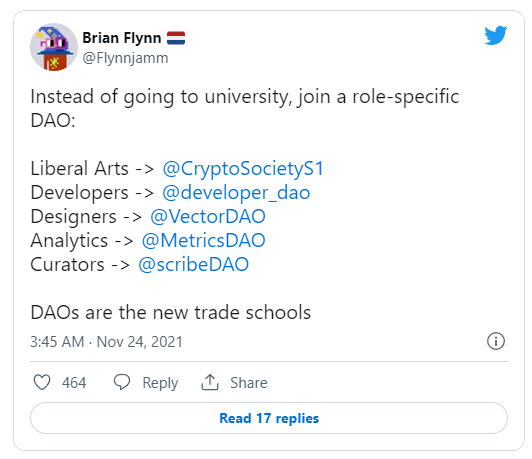 Brian Flynn
@Flynnjamm
Instead of going to university, join a role-specific
DAO:
Liberal Arts -> @CryptoSocietyS1
Developers -> @developer_dao
Designers -> @VectorDAO
Analytics -> @MetricsDAO
Curators -> @scribeDAO
DAOs are the new trade schools
3:45 AM · Nov 24, 2021
464 Reply Share
Read 17 replies